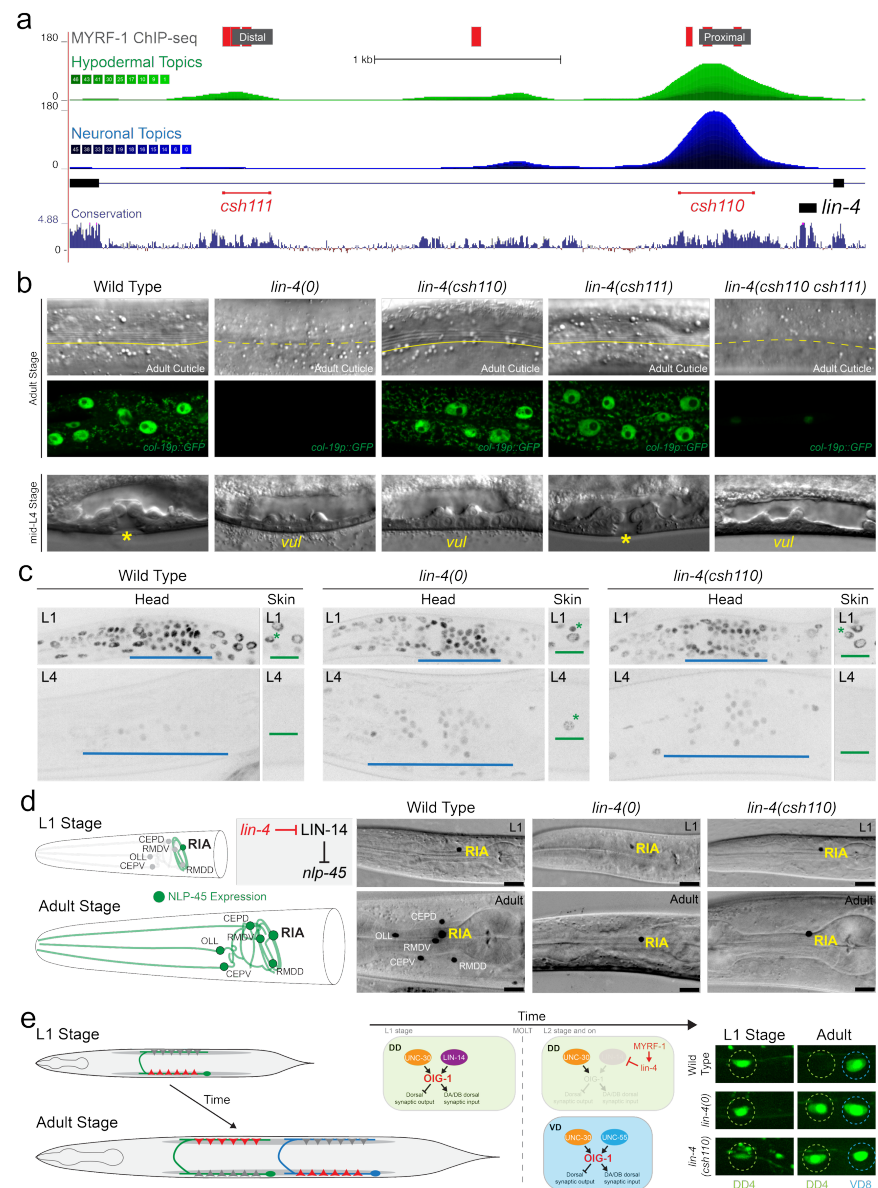 a
180
MYRF-1 ChIP-seq
Distal
Proximal
Hypodermal Topics
1 kb
0
180
Neuronal Topics
0
csh111
csh110
lin-4
Conservation
4.88
0
b
Wild Type
lin-4(0)
lin-4(csh110)
lin-4(csh111)
lin-4(csh110 csh111)
Adult Stage
Adult Cuticle
Adult Cuticle
Adult Cuticle
Adult Cuticle
Adult Cuticle
col-19p::GFP
col-19p::GFP
col-19p::GFP
col-19p::GFP
col-19p::GFP
mid-L4 Stage
*
vul
vul
*
vul
c
Wild Type
lin-4(0)
lin-4(csh110)
Head
Skin
Head
Skin
Head
Skin
L1
L1
*
L1
L1
*
L1
L1
*
L4
L4
L4
L4
*
L4
L4
d
L1 Stage
CEPD
RMDV
OLL
CEPV
RIA
RMDD
lin-4
LIN-14
nlp-45
NLP-45 Expression
Adult Stage
CEPD
OLL
RMDV
RIA
CEPV
RMDD
Wild Type
lin-4(0)
lin-4(csh110)
L1
RIA
L1
RIA
L1
RIA
Adult
CEPD
OLL
RIA
RMDV
CEPV
RMDD
Adult
RIA
Adult
RIA
e
L1 Stage
Time
Adult Stage
Time
L1 stage
MOLT
L2 stage and on
DD
UNC-30
LIN-14
OIG-1
Dorsal
synaptic output
DA/DB dorsal
synaptic input
DD
MYRF-1
UNC-30
lin-4
OIG-1
Dorsal
synaptic output
DA/DB dorsal
synaptic input
VD
UNC-30
UNC-55
OIG-1
Dorsal
synaptic output
DA/DB dorsal
synaptic input
L1 Stage
Adult
Wild
Type
lin-4(0)
lin-4
(csh110)
DD4
DD4
VD8